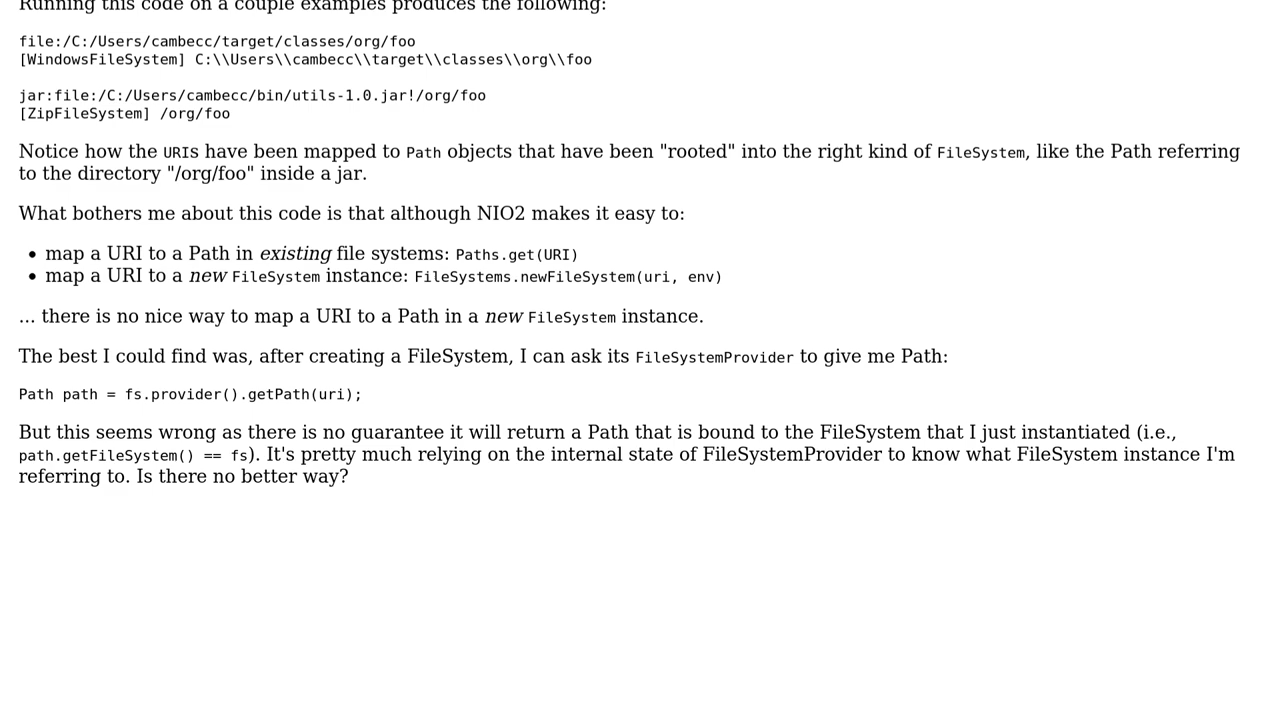 Running this code on a couple examples produces the following:
file:/C:/Users/cambecc/target/classes/org/foo
[WindowsFileSystem] C:\\Users\\cambecc\\target\\classes\\org\\foo
jar:file:/C:/Users/cambecc/bin/utils-1.0.jar!/org/foo
[ZipFileSystem] /org/foo
Notice how the URIs have been mapped to Path objects that have been "rooted" into the right kind of FileSystem, like the Path referring
to the directory "/org/foo" inside a jar.
What bothers me about this code is that although NIO2 makes it easy to:
• map a URI to a Path in existing file systems: Paths.get(URI)
• map a URI to a new FileSystem instance: FileSystems.newFileSystem(uri, env)
... there is no nice way to map a URI to a Path in a new FileSystem instance.
The best I could find was, after creating a FileSystem, I can ask its FileSystemProvider to give me Path:
Path path = fs.provider().getPath(uri);
But this seems wrong as there is no guarantee it will return a Path that is bound to the FileSystem that I just instantiated (i.e.,
path.getFileSystem() == fs). It's pretty much relying on the internal state of FileSystemProvider to know what FileSystem instance I'm
referring to. Is there no better way?